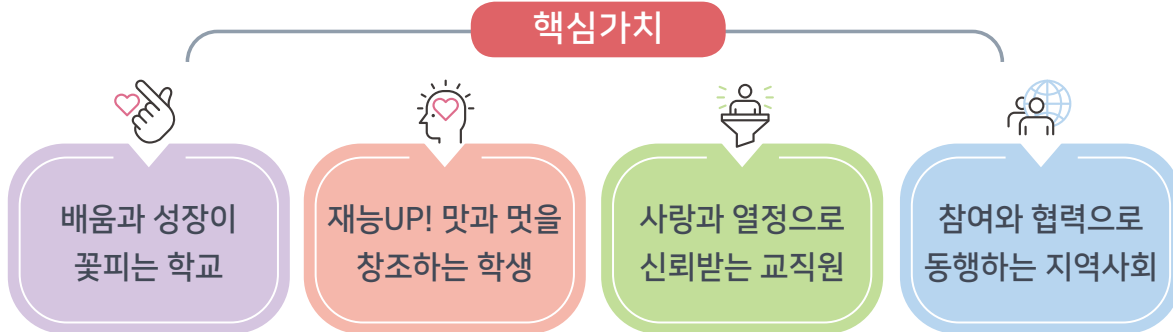 핵심가치
배움과 성장이
꽃피는 학교
재능UP! 맛과 멋을
창조하는 학생
사랑과 열정으로
신뢰받는 교직원
참여와 협력으로
동행하는 지역사회